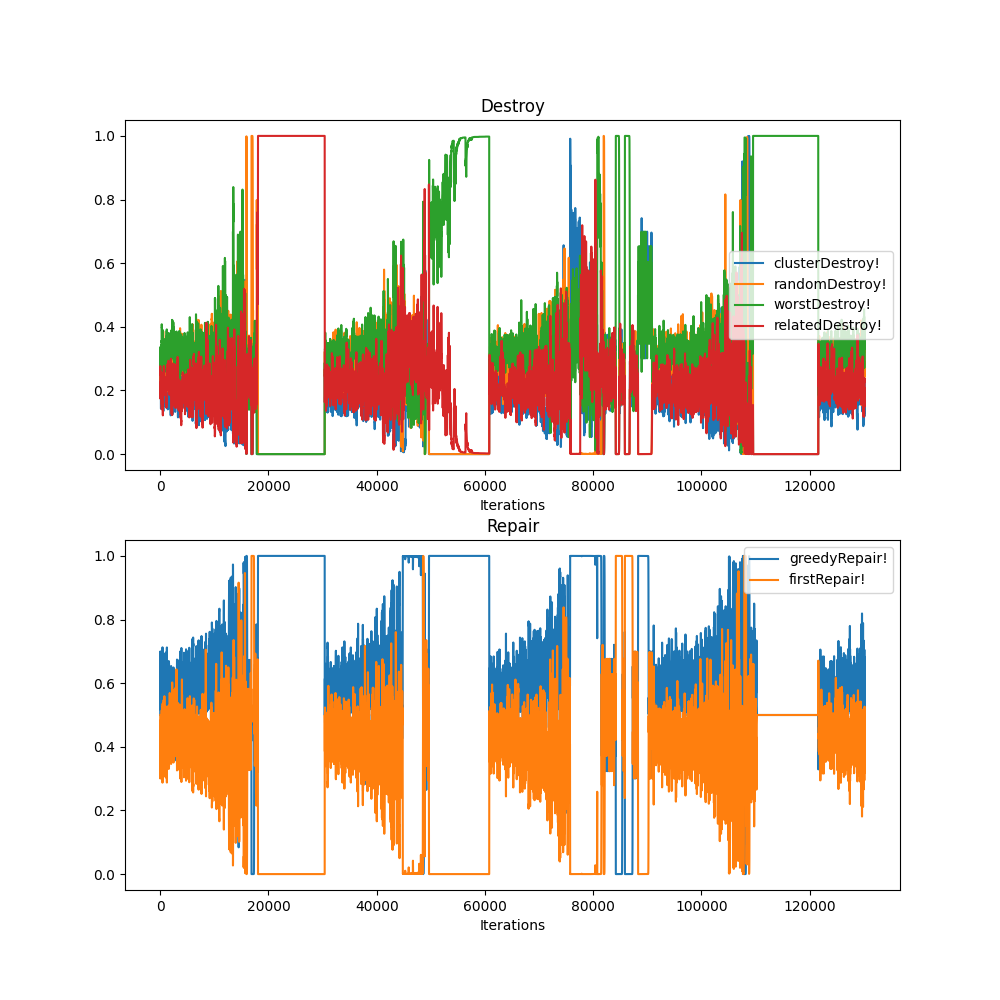 Destroy
1.0
0.8
0.6
0.4
0.2
0.0
clusterDestroy!
randomDestroy!
worstDestroy!
relatedDestroy!
0 20000 40000 60000 80000 100000 120000
Iterations
Repair
1.0
0.8
0.6
0.4
0.2
0.0
greedyRepair!
firstRepair!
0 20000 40000 60000 80000 100000 120000
Iterations